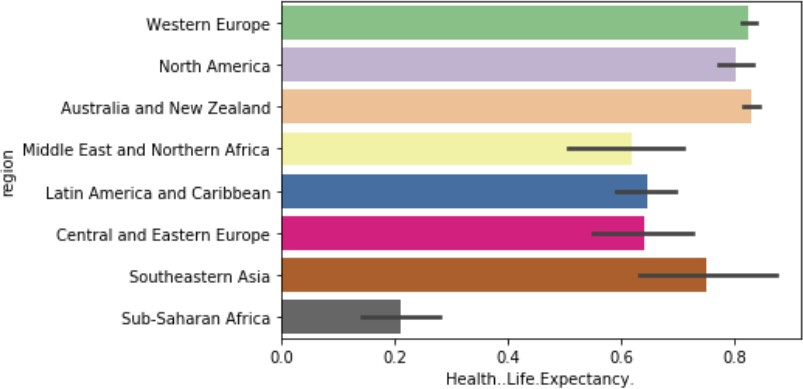 region
Western Europe
North America
Australia and New Zealand
Middle East and Northern Africa
Latin America and Caribbean
Central and Eastern Europe
Southeastern Asia
Sub-Saharan Africa
0.0 0.2 0.4 0.6 0.8
Health..Life.Expectancy.